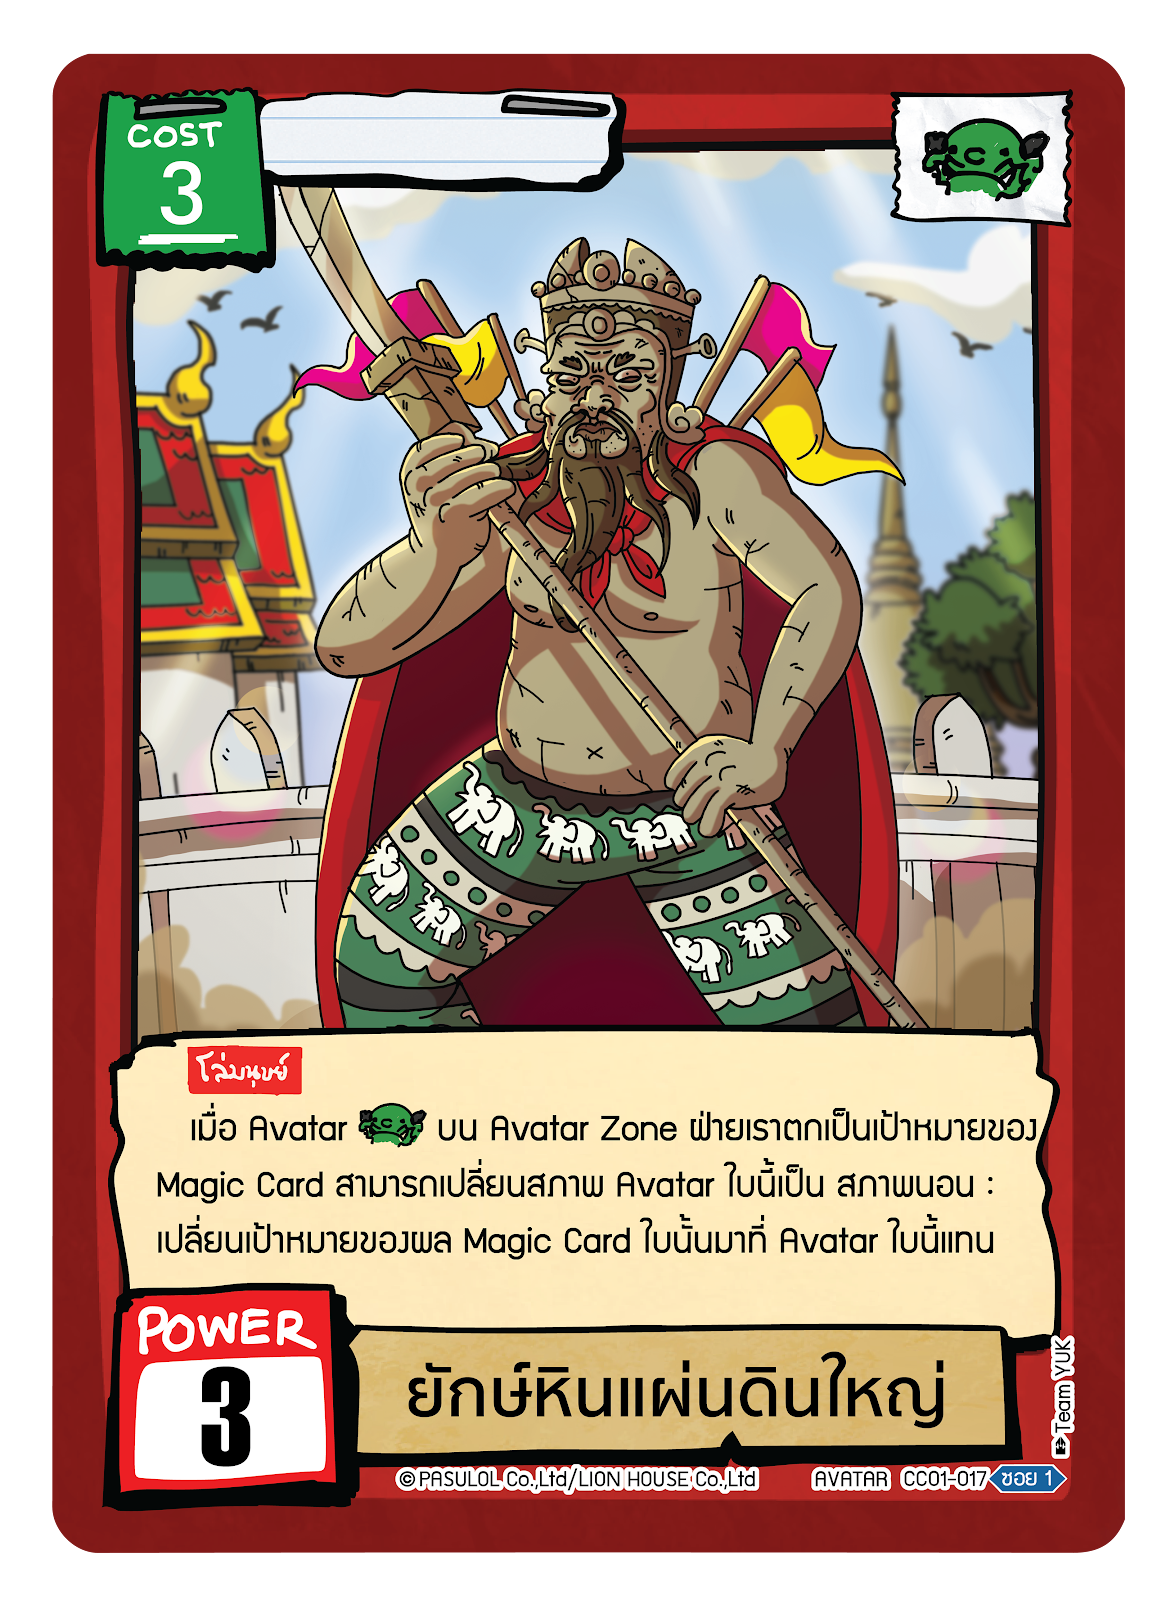 COST
3
โล่มนุษย์
เมื่อ Avatar บน Avatar Zone ฝ่ายเราตกเป็นเป้าหมายของ
Magic Card สามารถเปลี่ยนสภาพ Avatar ใบนี้เป็น สภาพนอน :
เปลี่ยนเป้าหมายของผล Magic Card ใบนั้นมาที่ Avatar ใบนี้แทน
POWER
3
ยักษ์หินแผ่นดินใหญ่
Team YUK
© PASULOL Co.,Ltd/LION HOUSE Co.,Ltd
AVATAR CC01-017 ซอย 1